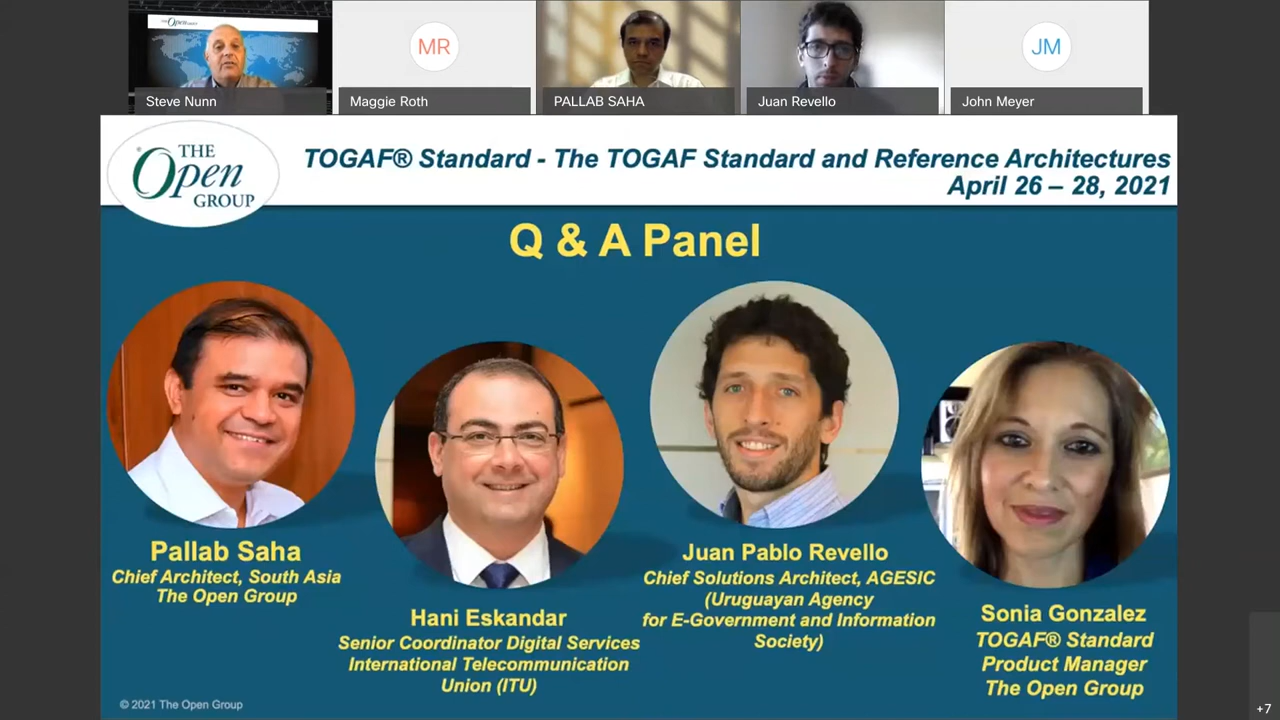 THE Open GROUP
MR
JM
Steve Nunn
Maggie Roth
PALLAB SAHA
Juan Revello
John Meyer
® THE
Open
GROUP
TOGAF® Standard - The TOGAF Standard and Reference Architectures
April 26 – 28, 2021
Q & A Panel
Pallab Saha
Chief Architect, South Asia
The Open Group
Hani Eskandar
Senior Coordinator Digital Services
International Telecommunication
Union (ITU)
Juan Pablo Revello
Chief Solutions Architect, AGESIC
(Uruguayan Agency
for E-Government and Information
Society)
Sonia Gonzalez
TOGAF® Standard
Product Manager
The Open Group
© 2021 The Open Group
+7